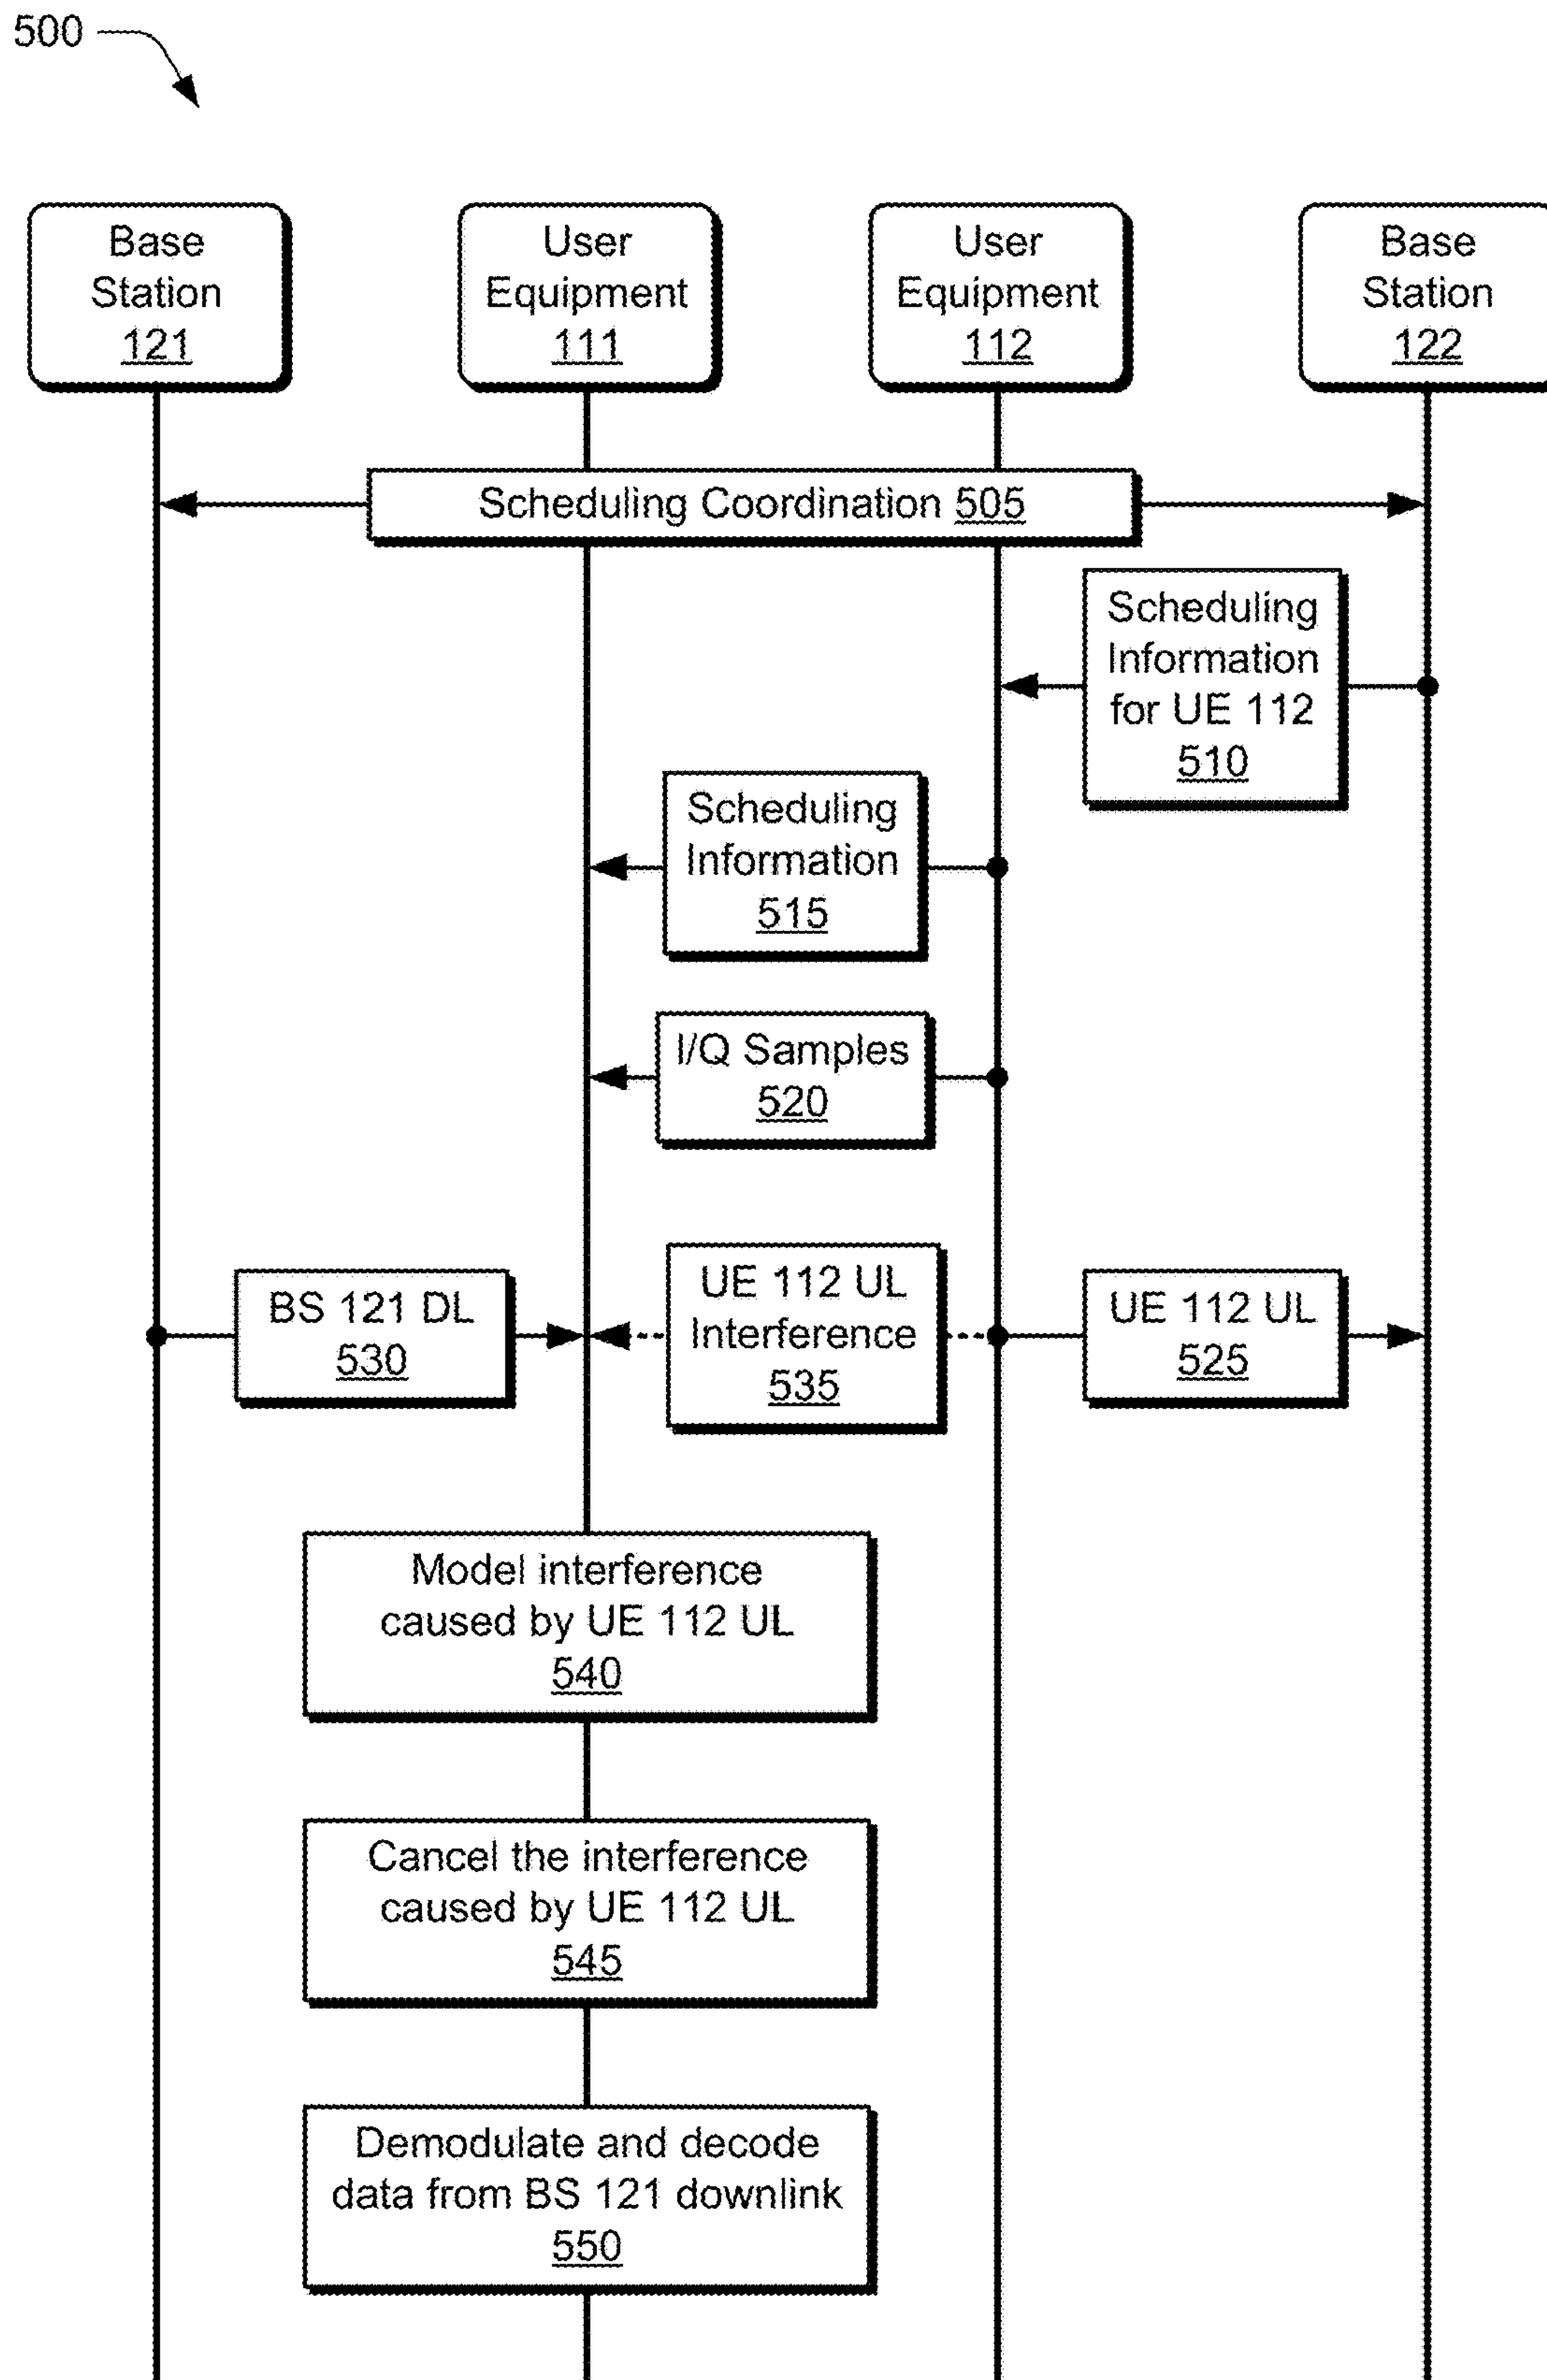 500
Base
Station
121
User
Equipment
111
User
Equipment
112
Base
Station
122
Scheduling Coordination 505
Scheduling
Information
for UE 112
510
Scheduling
Information
515
I/Q Samples
520
BS 121 DL
530
UE 112 UL
Interference
535
UE 112 UL
525
Model interference
caused by UE 112 UL
540
Cancel the interference
caused by UE 112 UL
545
Demodulate and decode
data from BS 121 downlink
550